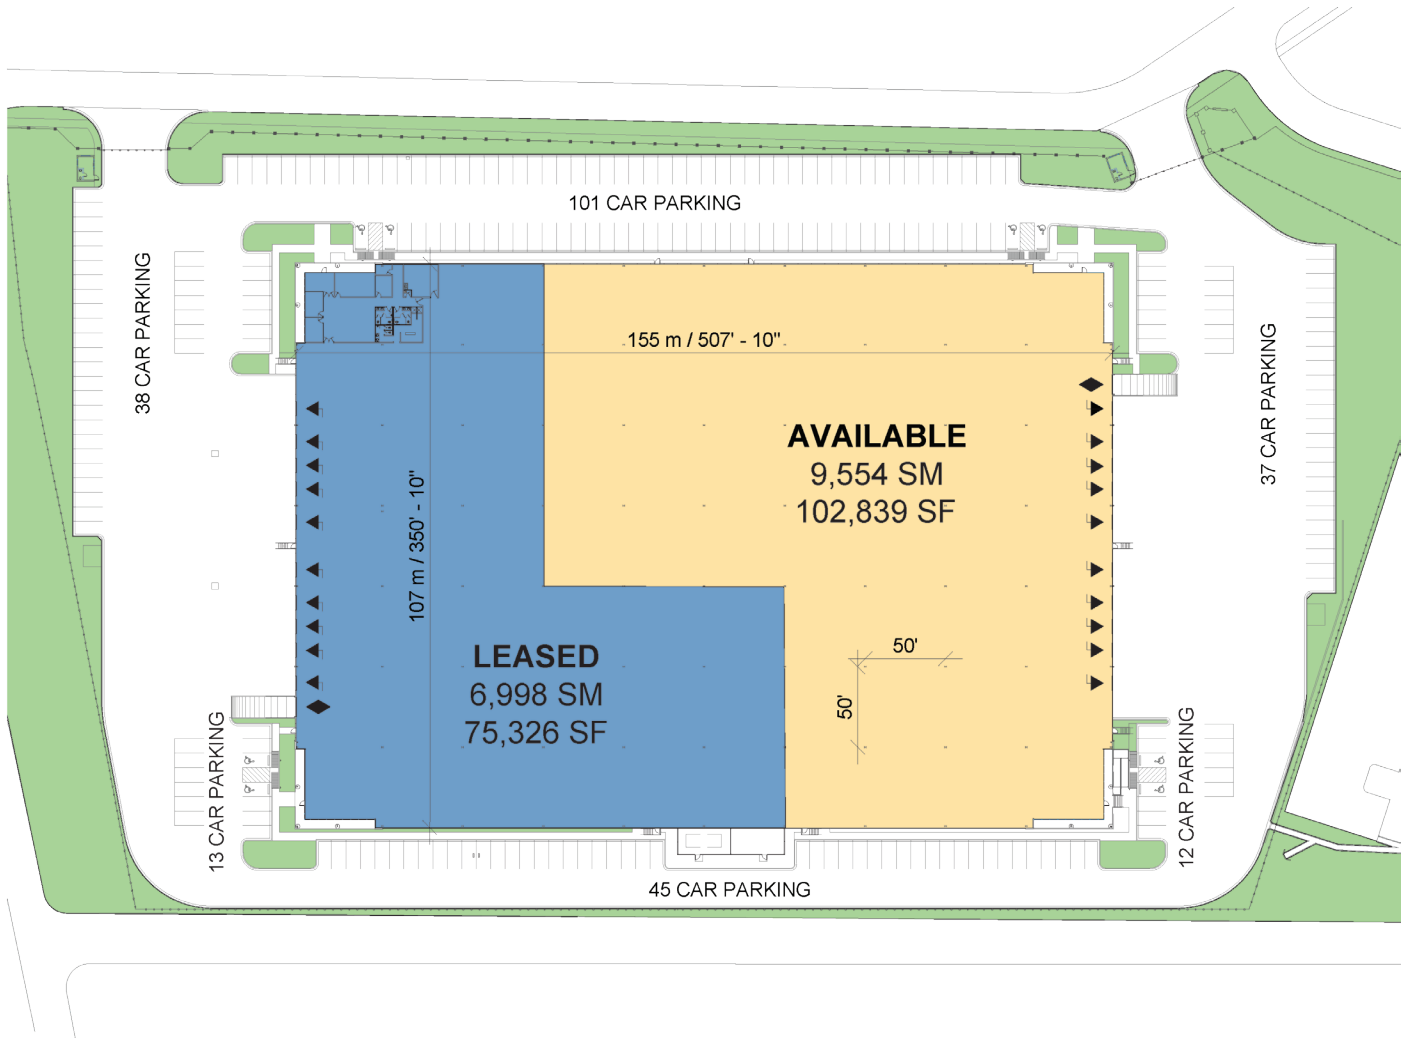 101 CAR PARKING
38 CAR PARKING
155 m / 507' - 10"
37 CAR PARKING
AVAILABLE
9,554 SM
102,839 SF
107 m / 350' - 10"
LEASED
6,998 SM
75,326 SF
50'
50'
13 CAR PARKING
12 CAR PARKING
45 CAR PARKING